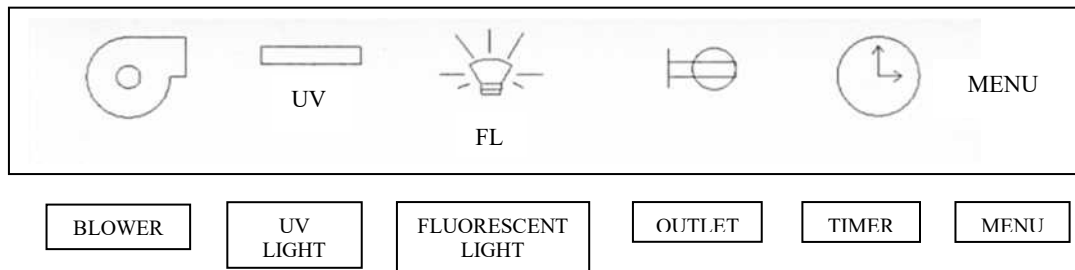 UV
FL
MENU
BLOWER
UV
LIGHT
FLUORESCENT
LIGHT
OUTLET
TIMER
MENU